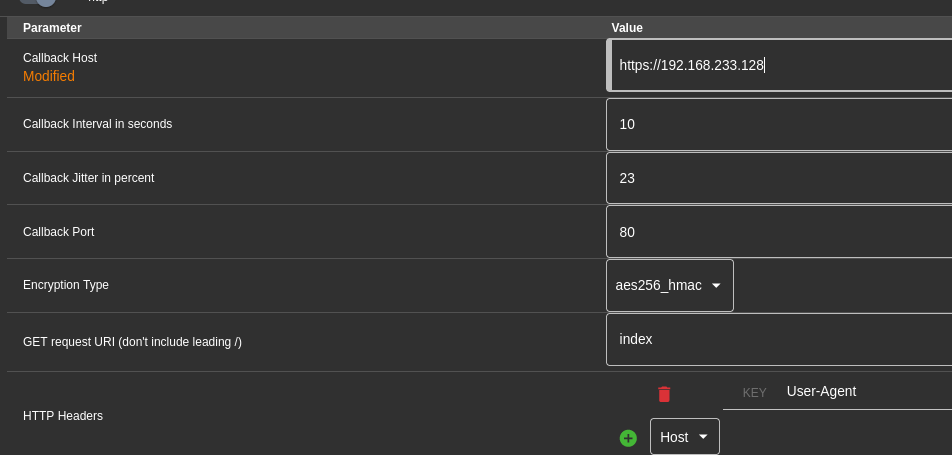 Parameter Value
Callback Host
Modified
https://192.168.233.128
Callback Interval in seconds 10
Callback Jitter in percent 23
Callback Port 80
Encryption Type aes256_hmac
GET request URI (don't include leading /) index
HTTP Headers
KEY User-Agent
Host